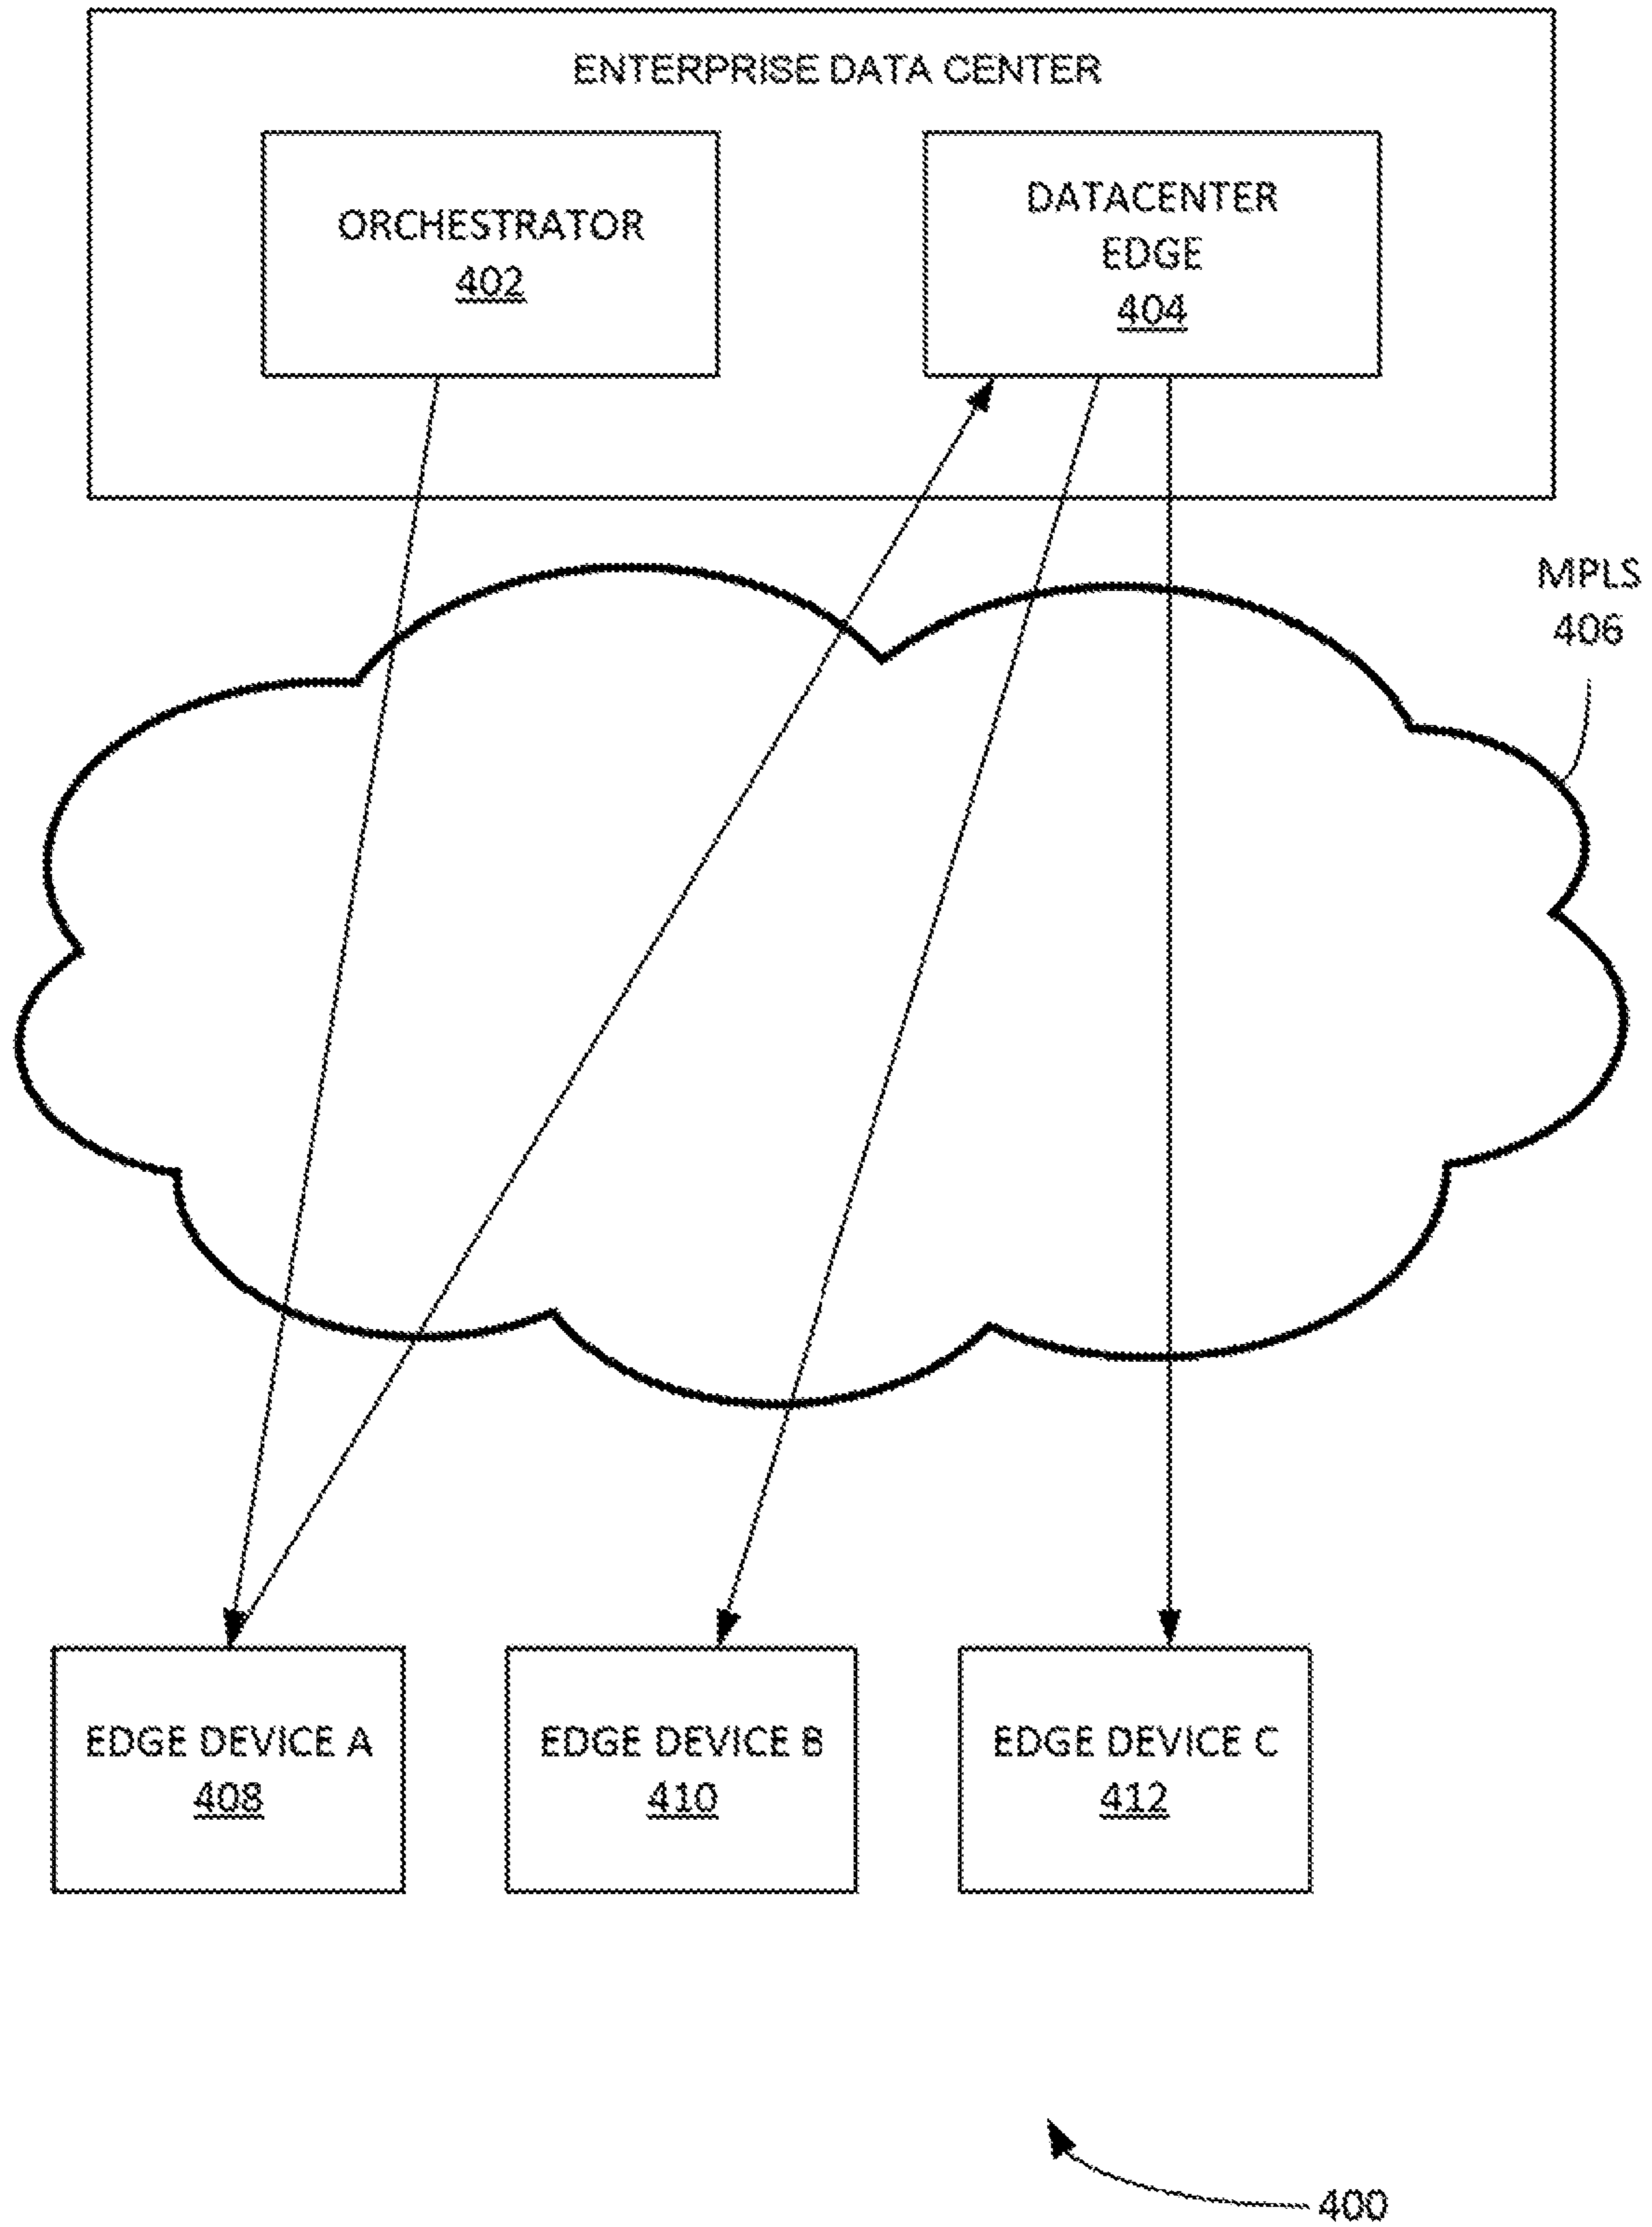 ENTERPRISE DATA CENTER
ORCHESTRATOR
402
DATACENTER
EDGE
404
MPLS
406
EDGE DEVICE A
408
EDGE DEVICE B
410
EDGE DEVICE C
412
400